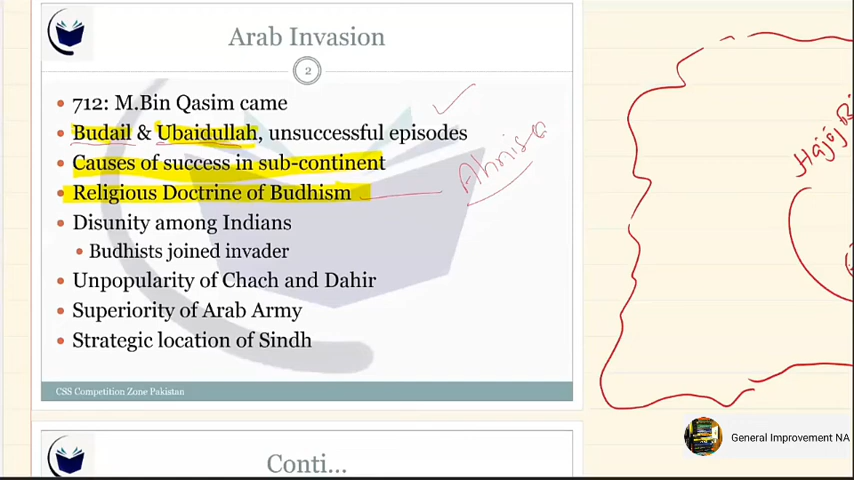 Arab Invasion
2
712: M.Bin Qasim came
Budail & Ubaidullah, unsuccessful episodes
Causes of success in sub-continent
Religious Doctrine of Budhism
Ahnisa
Disunity among Indians
Budhists joined invader
Unpopularity of Chach and Dahir
Superiority of Arab Army
Strategic location of Sindh
CSS Competition Zone Pakistan
Hajjaj Bi
General Improvement NA
Conti...